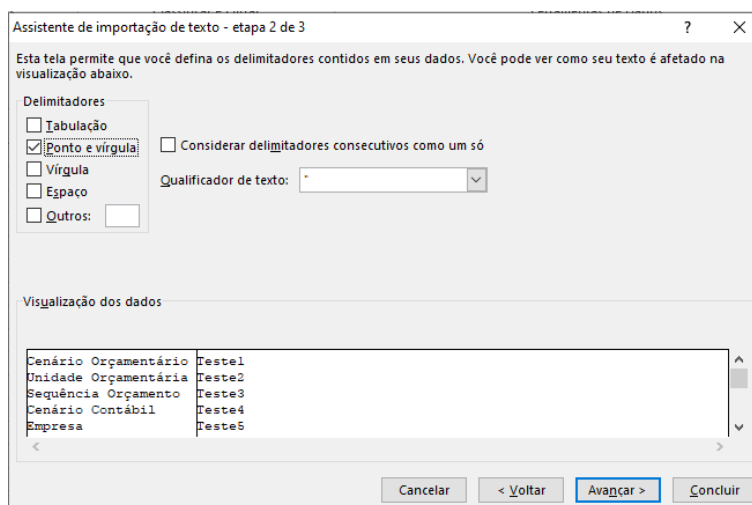 Assistente de importação de texto - etapa 2 de 3 ? ×
Esta tela permite que você defina os delimitadores contidos em seus dados. Você pode ver como seu texto é afetado na
visualização abaixo.
Delimitadores
Tabulação
Ponto e vírgula
Vírgula
Espaço
Outros:
Considerar delimitadores consecutivos como um só
Qualificador de texto: "
Visualização dos dados
Cenário Orçamentário Teste1
Unidade Orçamentária Teste2
Sequência Orçamento Teste3
Cenário Contábil Teste4
Empresa Teste5
Cancelar < Voltar Avançar > Concluir